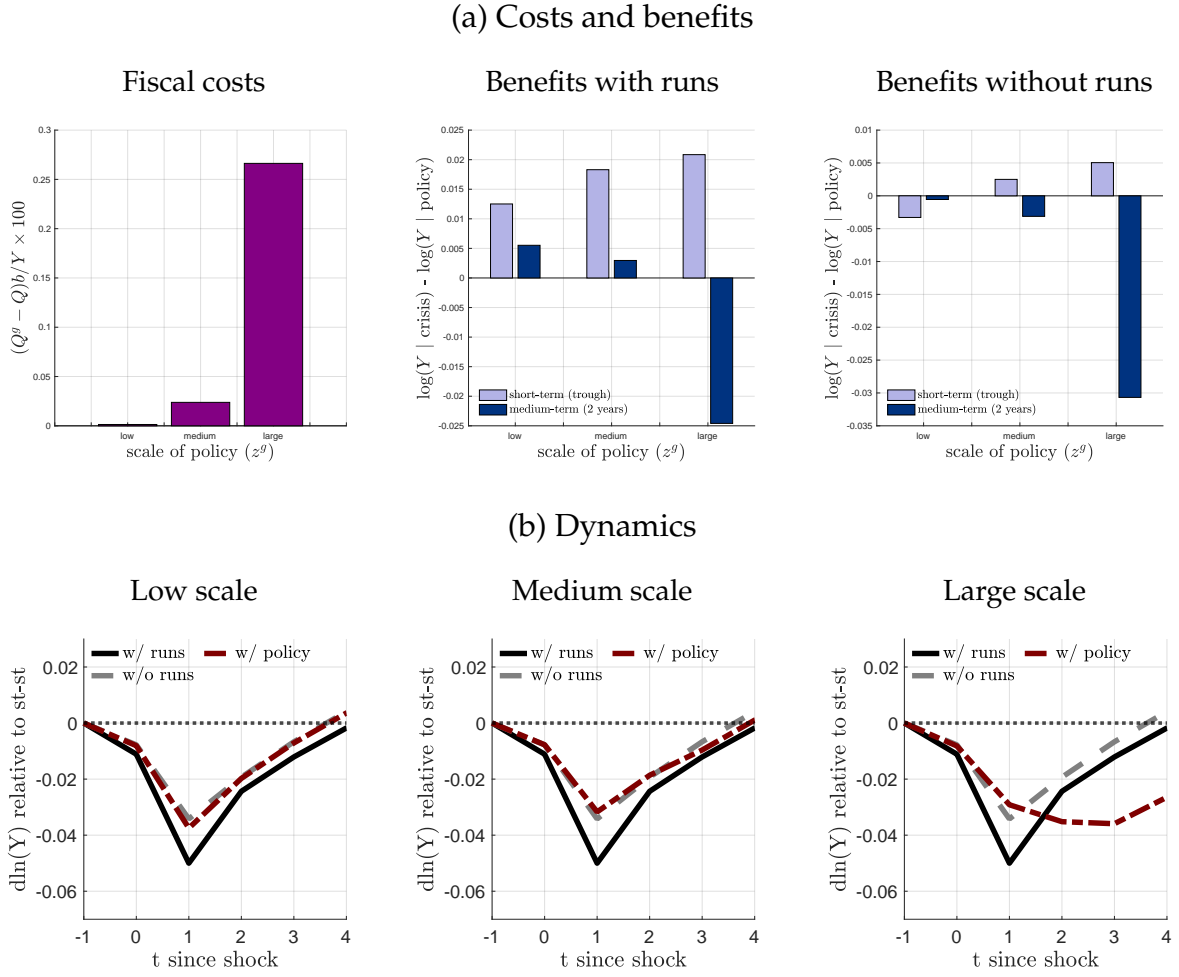 (a) Costs and benefits
Fiscal costs
Benefits with runs
Benefits without runs
0.3
0.25
0.2
0.15
0.1
0.05
0
(Q^g − Q)b/Y × 100
low
medium
large
scale of policy (z^g)
0.025
0.02
0.015
0.01
0.005
0
-0.005
-0.01
-0.015
-0.02
-0.025
log(Y | crisis) - log(Y | policy)
short-term (trough)
medium-term (2 years)
low
medium
large
scale of policy (z^g)
0.01
0.005
0
-0.005
-0.01
-0.015
-0.02
-0.025
-0.03
-0.035
log(Y | crisis) - log(Y | policy)
short-term (trough)
medium-term (2 years)
low
medium
large
scale of policy (z^g)
(b) Dynamics
Low scale
Medium scale
Large scale
w/ runs
w/ policy
w/o runs
0.02
0
-0.02
-0.04
-0.06
dln(Y) relative to st-st
-1 0 1 2 3 4
t since shock
w/ runs
w/ policy
w/o runs
0.02
0
-0.02
-0.04
-0.06
dln(Y) relative to st-st
-1 0 1 2 3 4
t since shock
w/ runs
w/ policy
w/o runs
0.02
0
-0.02
-0.04
-0.06
dln(Y) relative to st-st
-1 0 1 2 3 4
t since shock